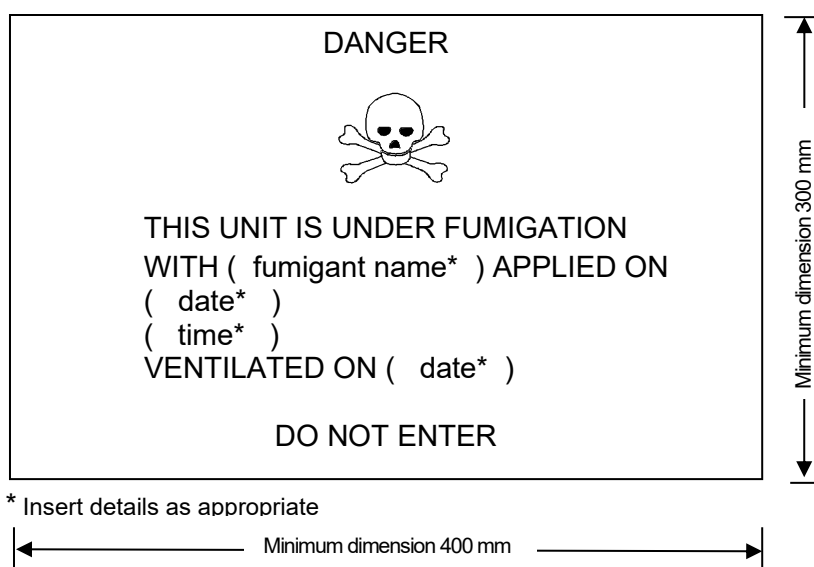 DANGER
THIS UNIT IS UNDER FUMIGATION
WITH ( fumigant name* ) APPLIED ON
( date* )
( time* )
VENTILATED ON ( date* )
DO NOT ENTER
* Insert details as appropriate
Minimum dimension 400 mm
Minimum dimension 300 mm